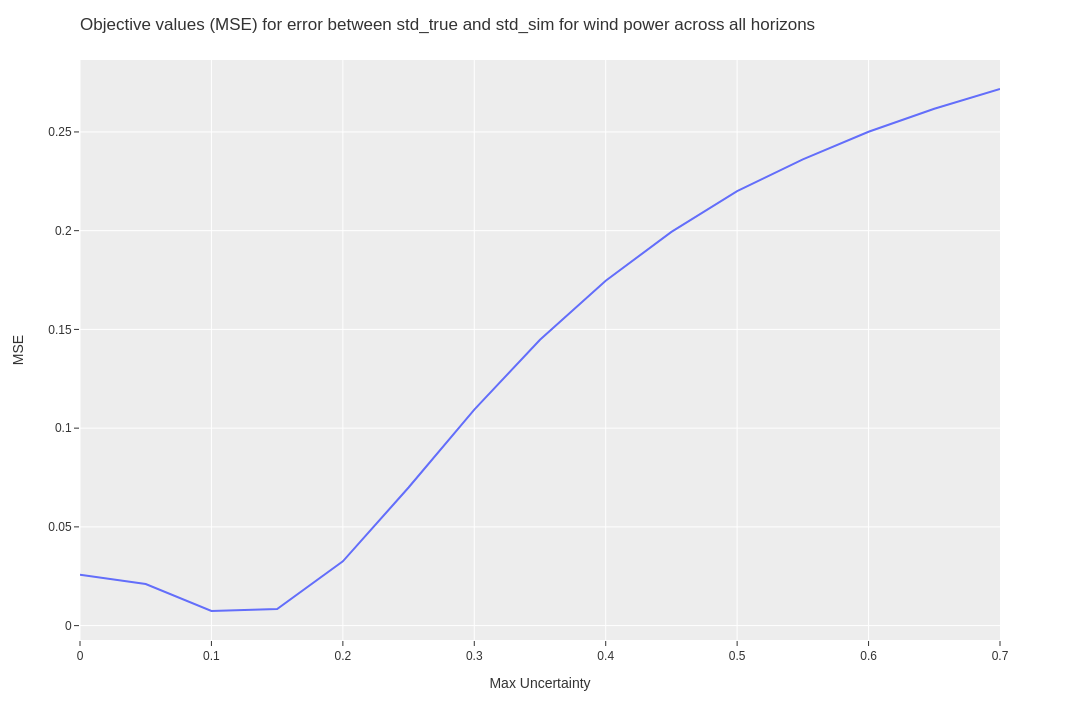 Objective values (MSE) for error between std_true and std_sim for wind power across all horizons
MSE
0.25
0.2
0.15
0.1
0.05
0
0 0.1 0.2 0.3 0.4 0.5 0.6 0.7
Max Uncertainty